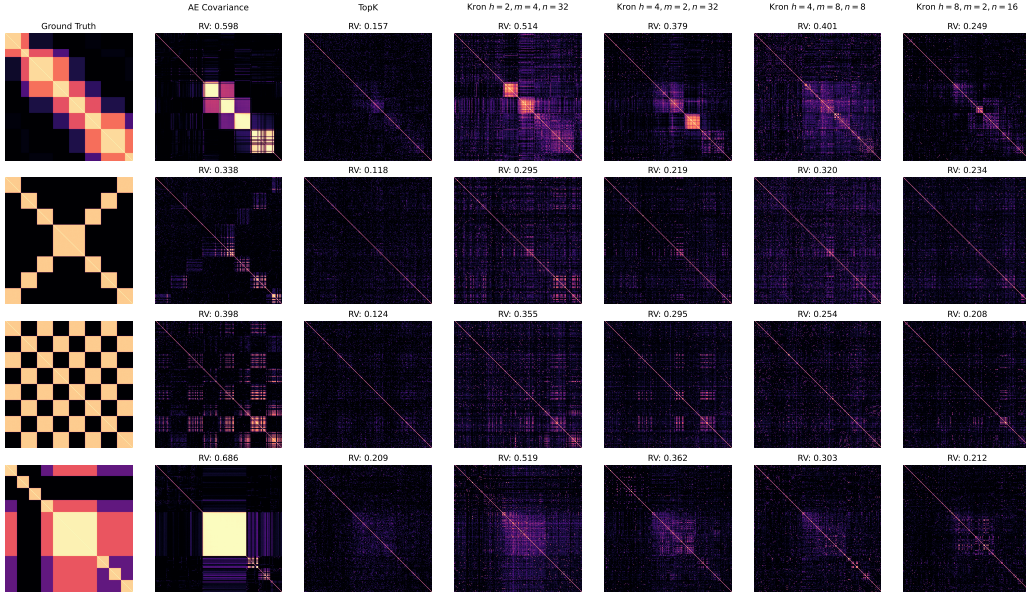 AE Covariance TopK Kron h = 2, m = 4, n = 32 Kron h = 4, m = 2, n = 32 Kron h = 4, m = 8, n = 8 Kron h = 8, m = 2, n = 16
Ground Truth RV: 0.598 RV: 0.157 RV: 0.514 RV: 0.379 RV: 0.401 RV: 0.249
RV: 0.338 RV: 0.118 RV: 0.295 RV: 0.219 RV: 0.320 RV: 0.234
RV: 0.398 RV: 0.124 RV: 0.355 RV: 0.295 RV: 0.254 RV: 0.208
RV: 0.686 RV: 0.209 RV: 0.519 RV: 0.362 RV: 0.303 RV: 0.212